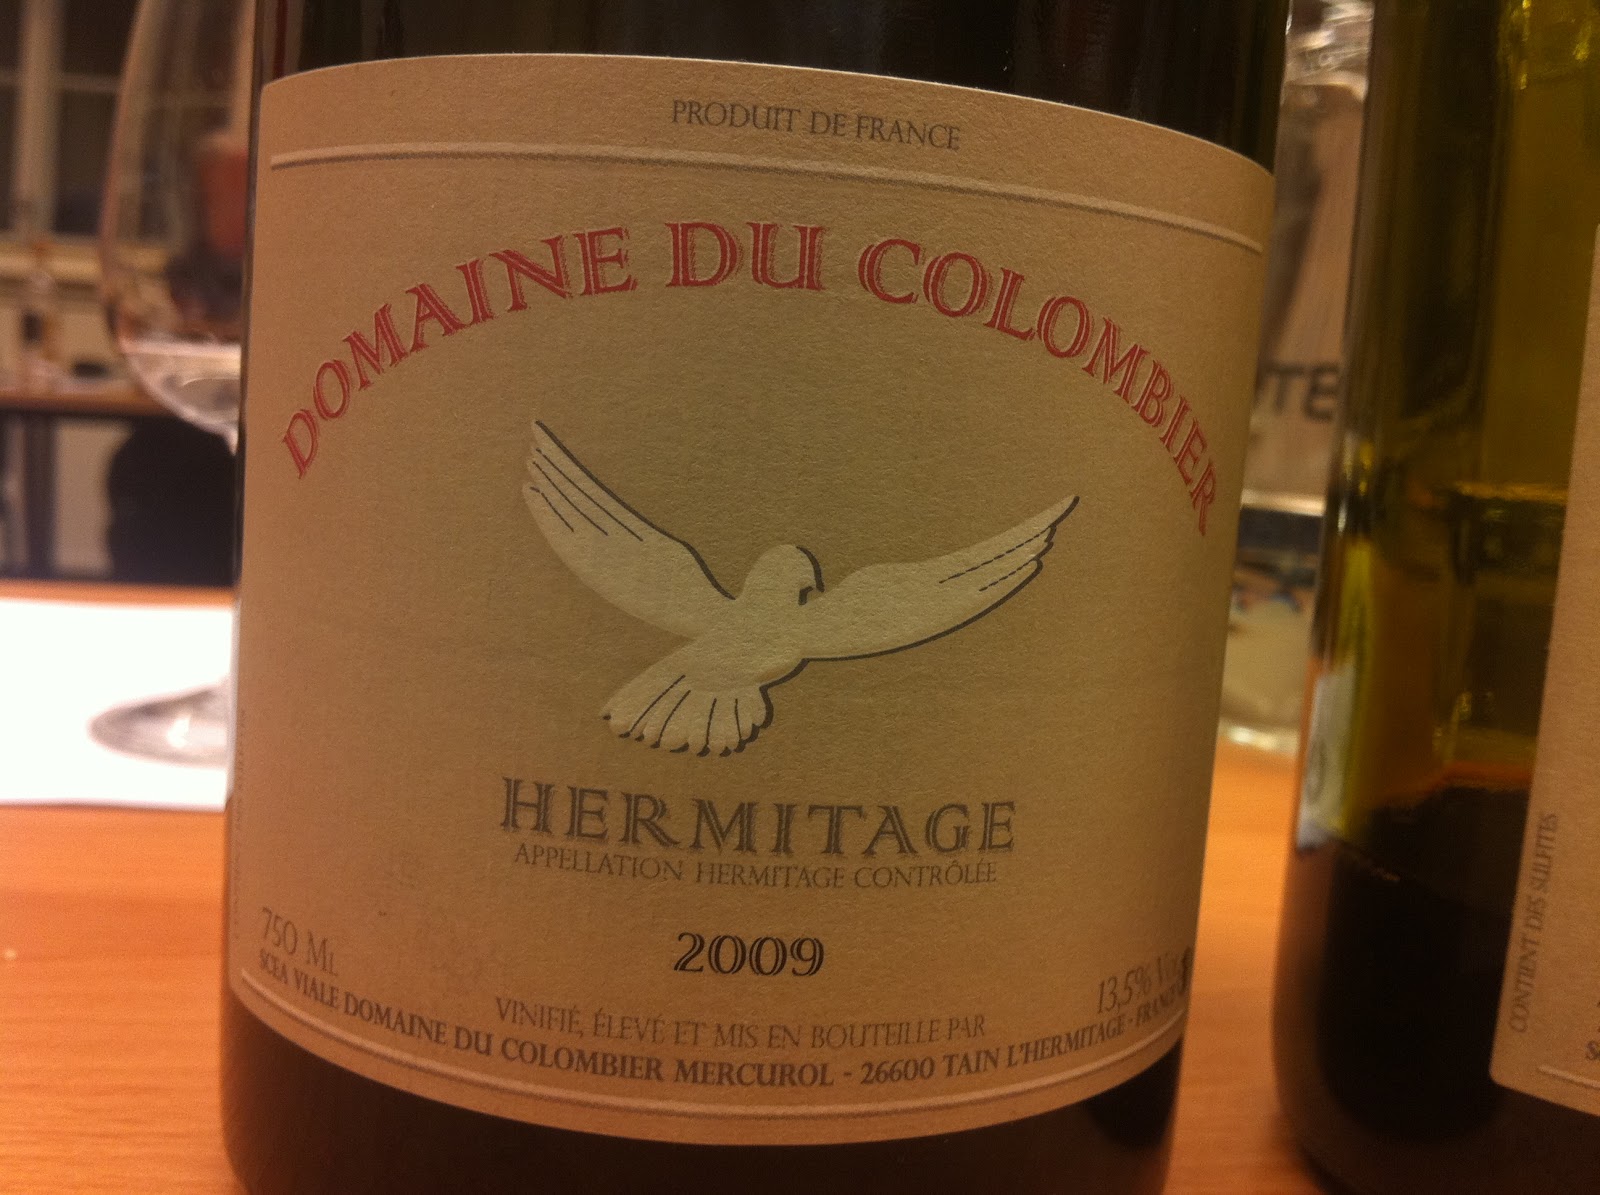 PRODUIT DE FRANCE
DOMAINE DU COLOMBIER
HERMITAGE
APPELLATION HERMITAGE CONTRÔLÉE
2009
750 ML
13,5% Vol
VINIFIÉ, ÉLEVÉ ET MIS EN BOUTEILLE PAR
SCEA VIALE DOMAINE DU COLOMBIER MERCUROL - 26600 TAIN L'HERMITAGE - FRANCE
CONTIENT DES SULFITES